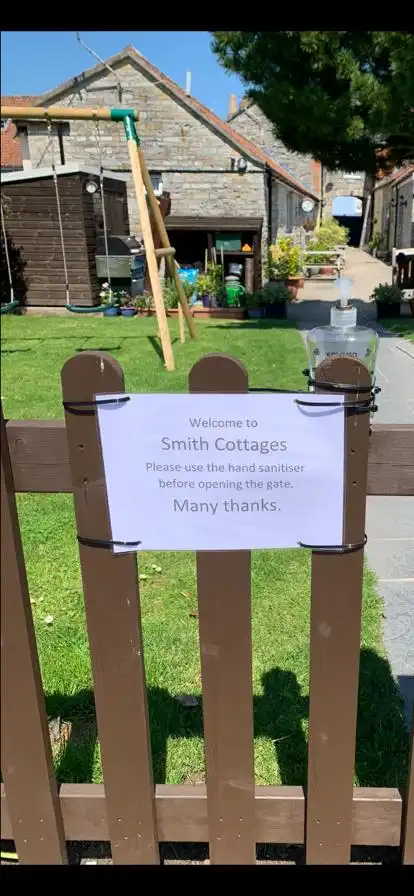 Welcome to
Smith Cottages
Please use the hand sanitiser
before opening the gate.
Many thanks.